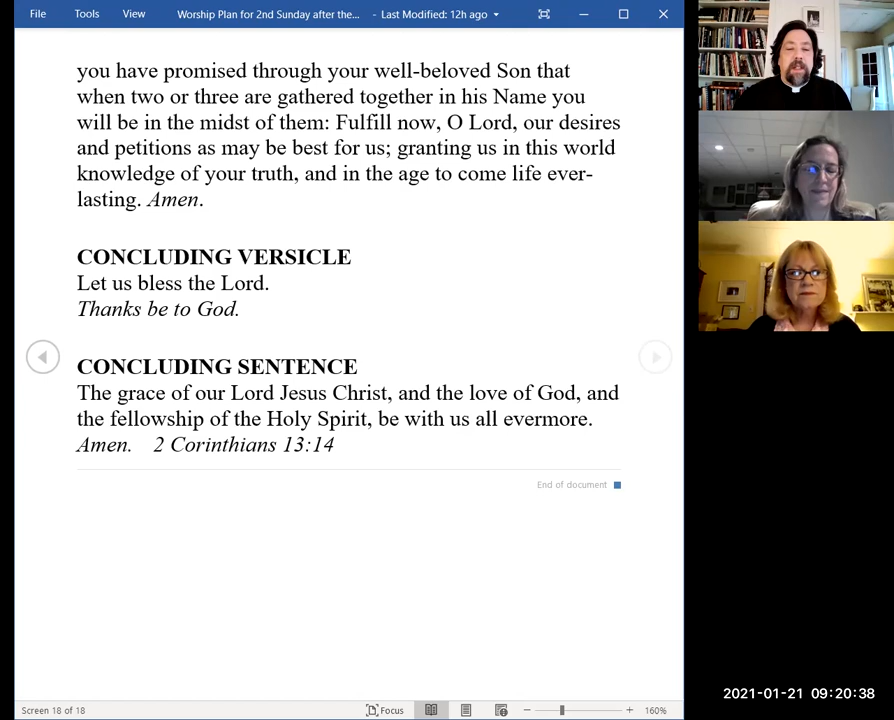 File Tools View Worship Plan for 2nd Sunday after the... - Last Modified: 12h ago
you have promised through your well-beloved Son that
when two or three are gathered together in his Name you
will be in the midst of them: Fulfill now, O Lord, our desires
and petitions as may be best for us; granting us in this world
knowledge of your truth, and in the age to come life ever-
lasting. Amen.
CONCLUDING VERSICLE
Let us bless the Lord.
Thanks be to God.
CONCLUDING SENTENCE
The grace of our Lord Jesus Christ, and the love of God, and
the fellowship of the Holy Spirit, be with us all evermore.
Amen. 2 Corinthians 13:14
End of document
2021-01-21 09:20:38
Screen 18 of 18 Focus 160%